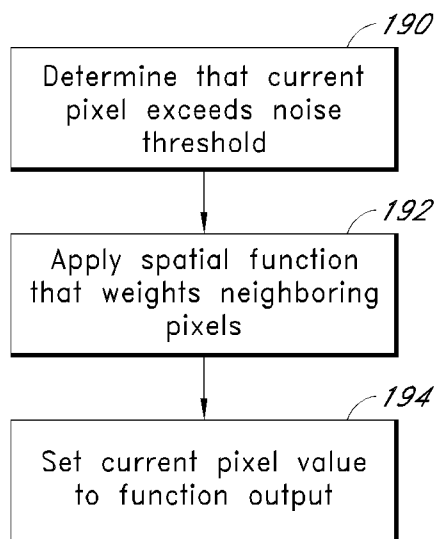 190
Determine that current
pixel exceeds noise
threshold
192
Apply spatial function
that weights neighboring
pixels
194
Set current pixel value
to function output